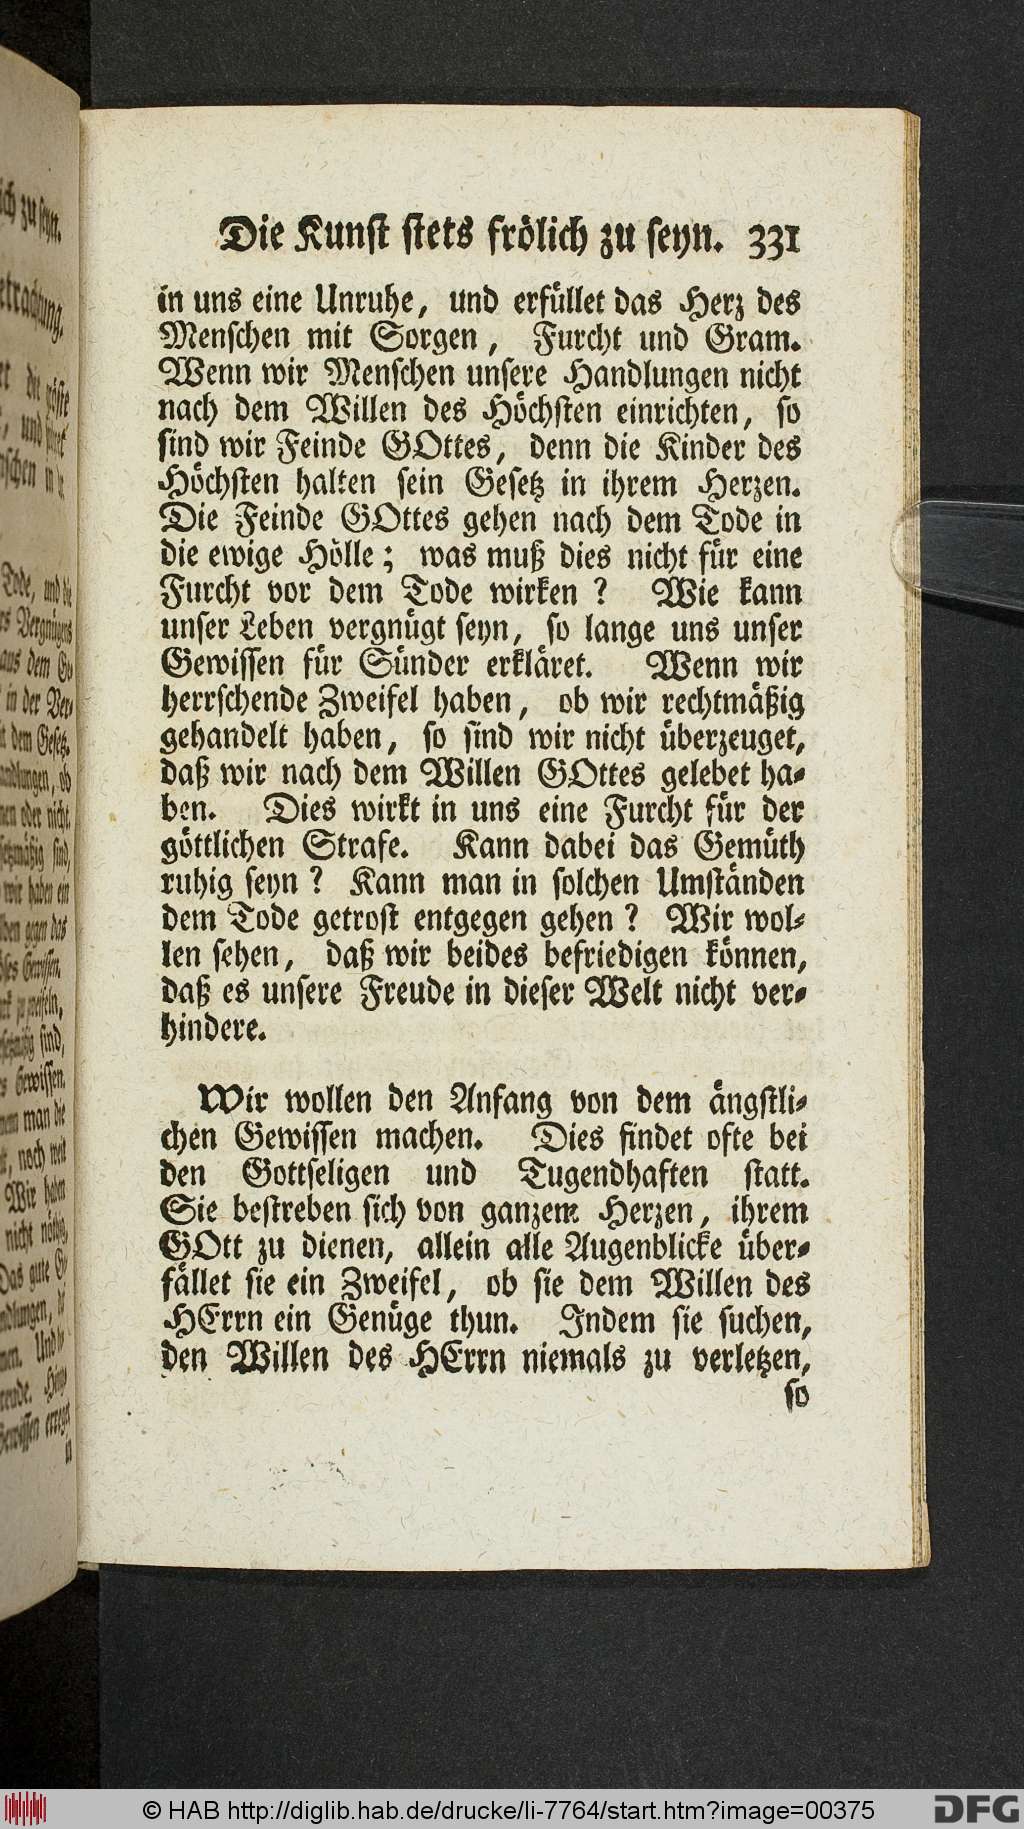 Die Kunst stets frölich zu seyn. 331
in uns eine Unruhe, und erfüllet das Herz des
Menschen mit Sorgen, Furcht und Gram.
Wenn wir Menschen unsere Handlungen nicht
nach dem Willen des Höchsten einrichten, so
sind wir Feinde GOttes, denn die Kinder des
Höchsten halten sein Gesetz in ihrem Herzen.
Die Feinde GOttes gehen nach dem Tode in
die ewige Hölle; was muß dies nicht für eine
Furcht vor dem Tode wirken? Wie kann
unser Leben vergnügt seyn, so lange uns unser
Gewissen für Sünder erkläret. Wenn wir
herrschende Zweifel haben, ob wir rechtmäßig
gehandelt haben, so sind wir nicht überzeuget,
daß wir nach dem Willen GOttes gelebet ha-
ben. Dies wirkt in uns eine Furcht für der
göttlichen Strafe. Kann dabei das Gemüth
ruhig seyn? Kann man in solchen Umständen
dem Tode getrost entgegen gehen? Wir wol-
len sehen, daß wir beides befriedigen können,
daß es unsere Freude in dieser Welt nicht ver-
hindere.
Wir wollen den Anfang von dem ängstli-
chen Gewissen machen. Dies findet ofte bei
den Gottseligen und Tugendhaften statt.
Sie bestreben sich von ganzem Herzen, ihrem
GOtt zu dienen, allein alle Augenblicke über-
fället sie ein Zweifel, ob sie dem Willen des
HErrn ein Genüge thun. Indem sie suchen,
den Willen des HErrn niemals zu verletzen,
so
© HAB http://diglib.hab.de/drucke/li-7764/start.htm?image=00375
DFG